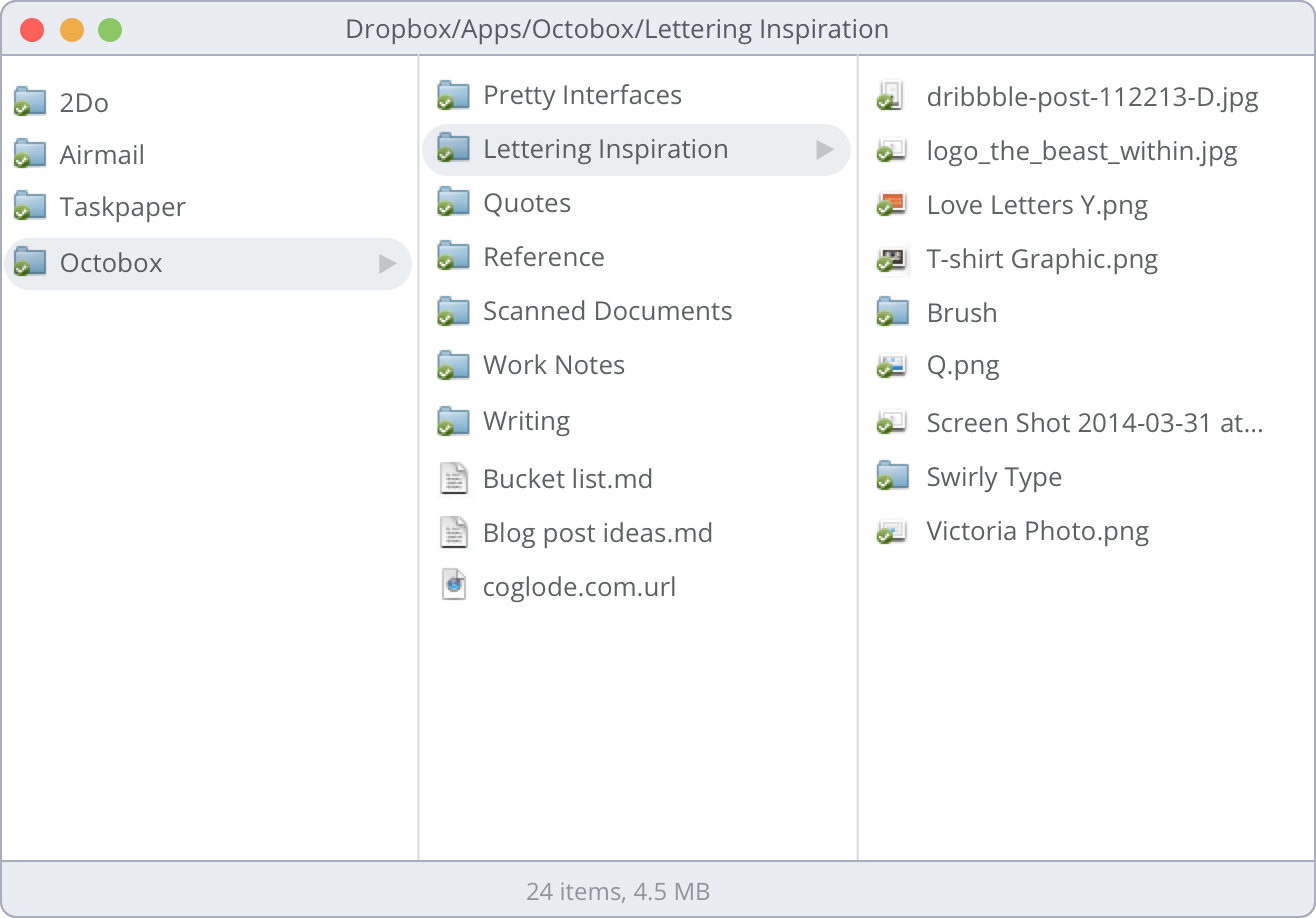 Dropbox/Apps/Octobox/Lettering Inspiration
2Do
Airmail
Taskpaper
Octobox
Pretty Interfaces
Lettering Inspiration
Quotes
Reference
Scanned Documents
Work Notes
Writing
Bucket list.md
Blog post ideas.md
coglode.com.url
dribbble-post-112213-D.jpg
logo_the_beast_within.jpg
Love Letters Y.png
T-shirt Graphic.png
Brush
Q.png
Screen Shot 2014-03-31 at...
Swirly Type
Victoria Photo.png
24 items, 4.5 MB